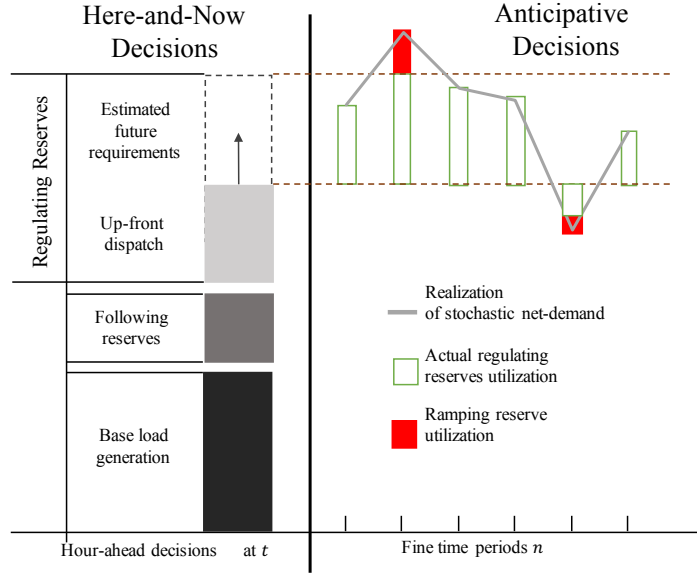 Here-and-Now
Decisions
Anticipative
Decisions
Regulating Reserves
Estimated
future
requirements
Up-front
dispatch
Following
reserves
Base load
generation
Realization
of stochastic net-demand
Actual regulating
reserves utilization
Ramping reserve
utilization
Hour-ahead decisions at t
Fine time periods n